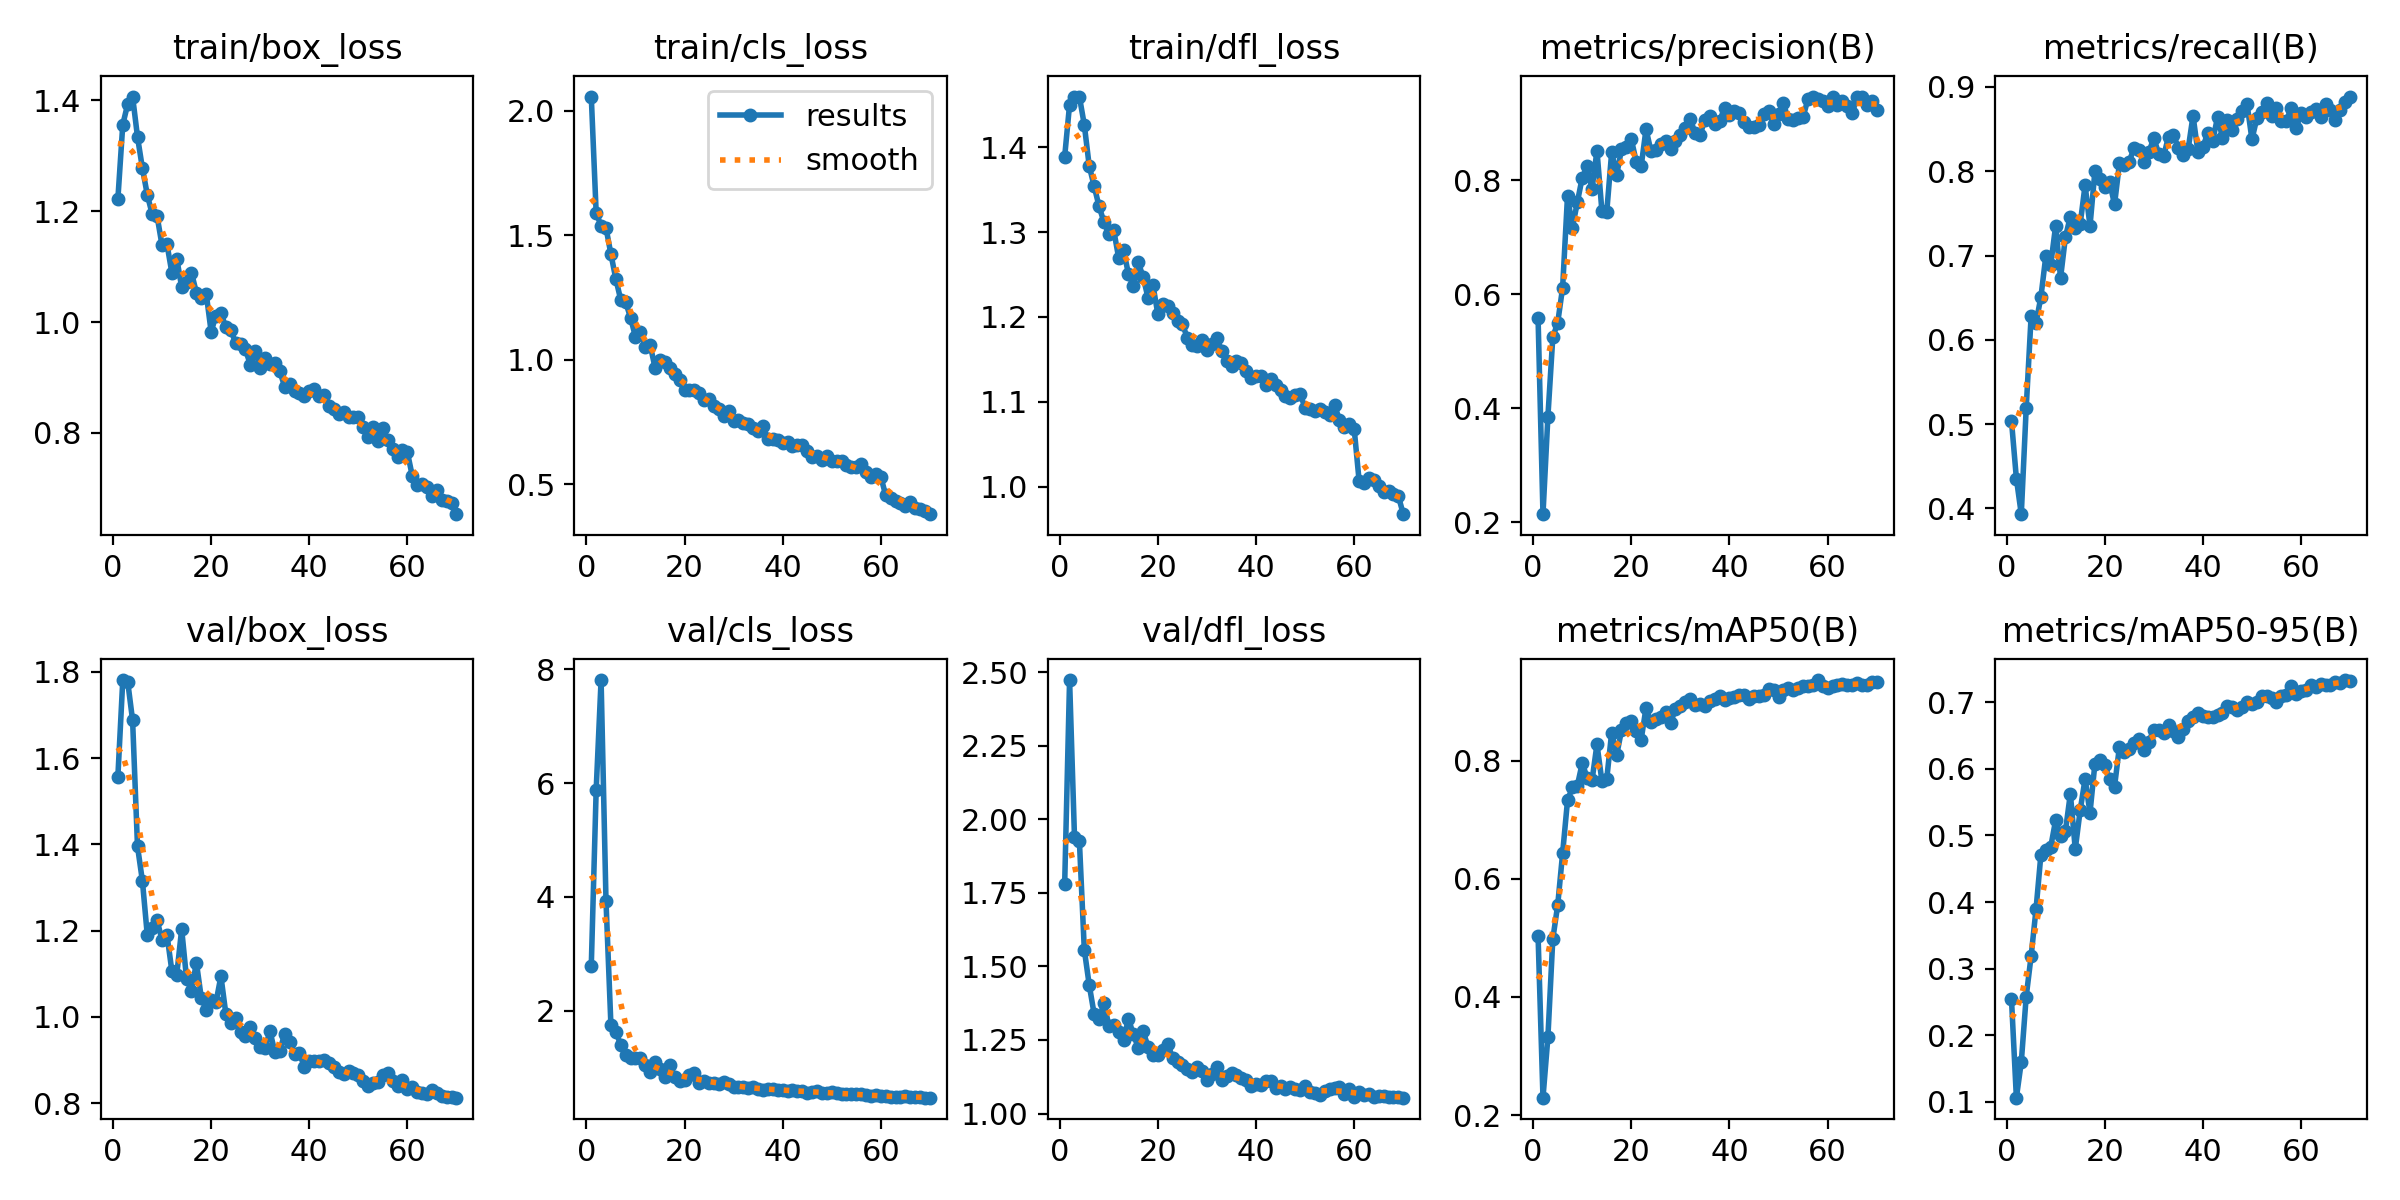 train/box_loss
1.4
1.2
1.0
0.8
0 20 40 60
train/cls_loss
results
smooth
2.0
1.5
1.0
0.5
0 20 40 60
train/dfl_loss
1.4
1.3
1.2
1.1
1.0
0 20 40 60
metrics/precision(B)
0.8
0.6
0.4
0.2
0 20 40 60
metrics/recall(B)
0.9
0.8
0.7
0.6
0.5
0.4
0 20 40 60
val/box_loss
1.8
1.6
1.4
1.2
1.0
0.8
0 20 40 60
val/cls_loss
8
6
4
2
0 20 40 60
val/dfl_loss
2.50
2.25
2.00
1.75
1.50
1.25
1.00
0 20 40 60
metrics/mAP50(B)
0.8
0.6
0.4
0.2
0 20 40 60
metrics/mAP50-95(B)
0.7
0.6
0.5
0.4
0.3
0.2
0.1
0 20 40 60